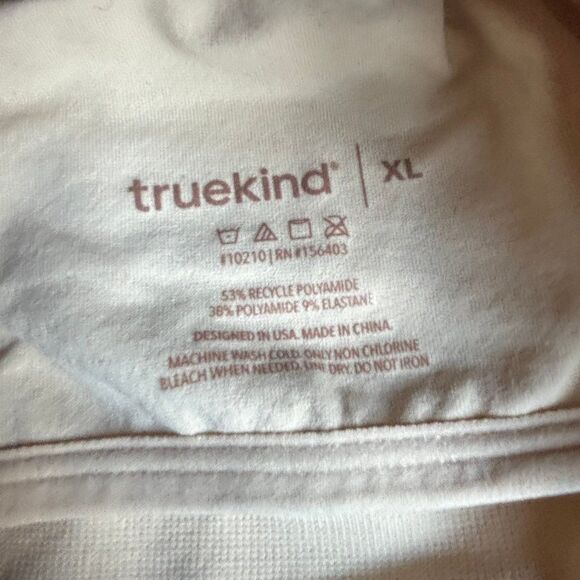 truekind® | XL
#10210 | RN #156403
53% RECYCLE POLYAMIDE
38% POLYAMIDE 9% ELASTANE
DESIGNED IN USA. MADE IN CHINA.
MACHINE WASH COLD. ONLY NON CHLORINE
BLEACH WHEN NEEDED. LINE DRY. DO NOT IRON